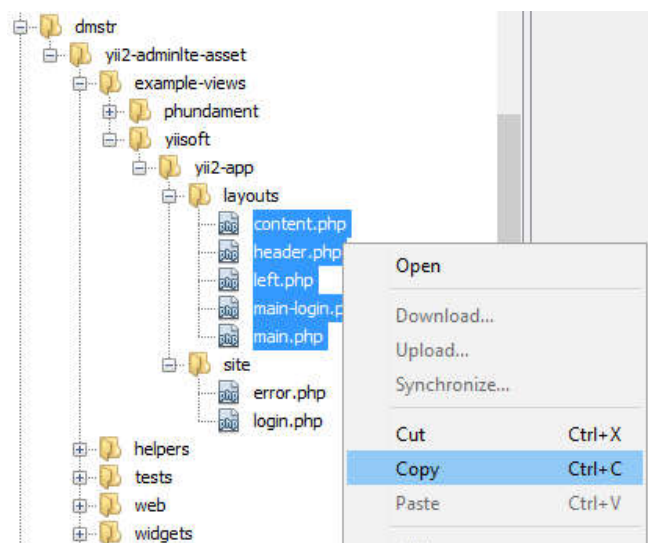 dmstr
yii2-adminlte-asset
example-views
phundament
yiisoft
yii2-app
layouts
content.php
header.php
left.php
main-login.p
main.php
site
error.php
login.php
helpers
tests
web
widgets
Open
Download...
Upload...
Synchronize...
Cut Ctrl+X
Copy Ctrl+C
Paste Ctrl+V